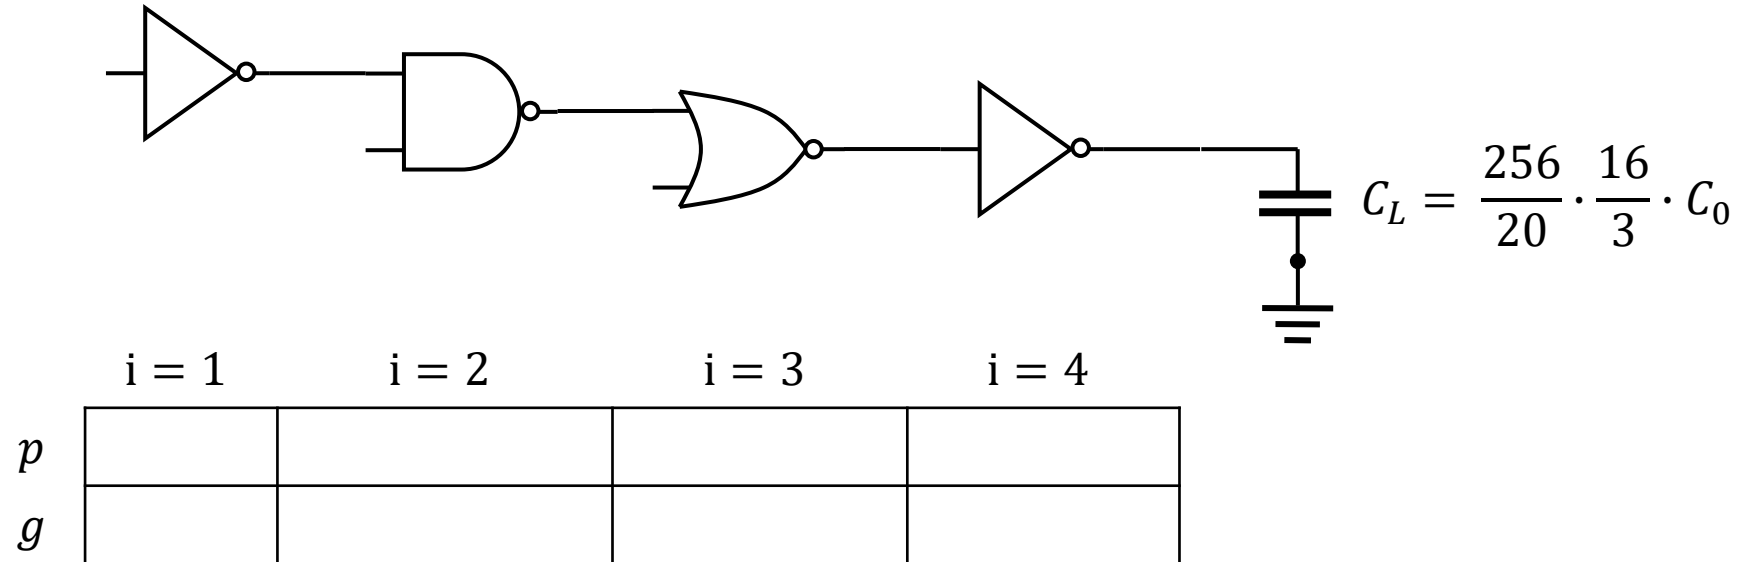 C_L = 256/20 · 16/3 · C_0
i = 1 i = 2 i = 3 i = 4
p
g